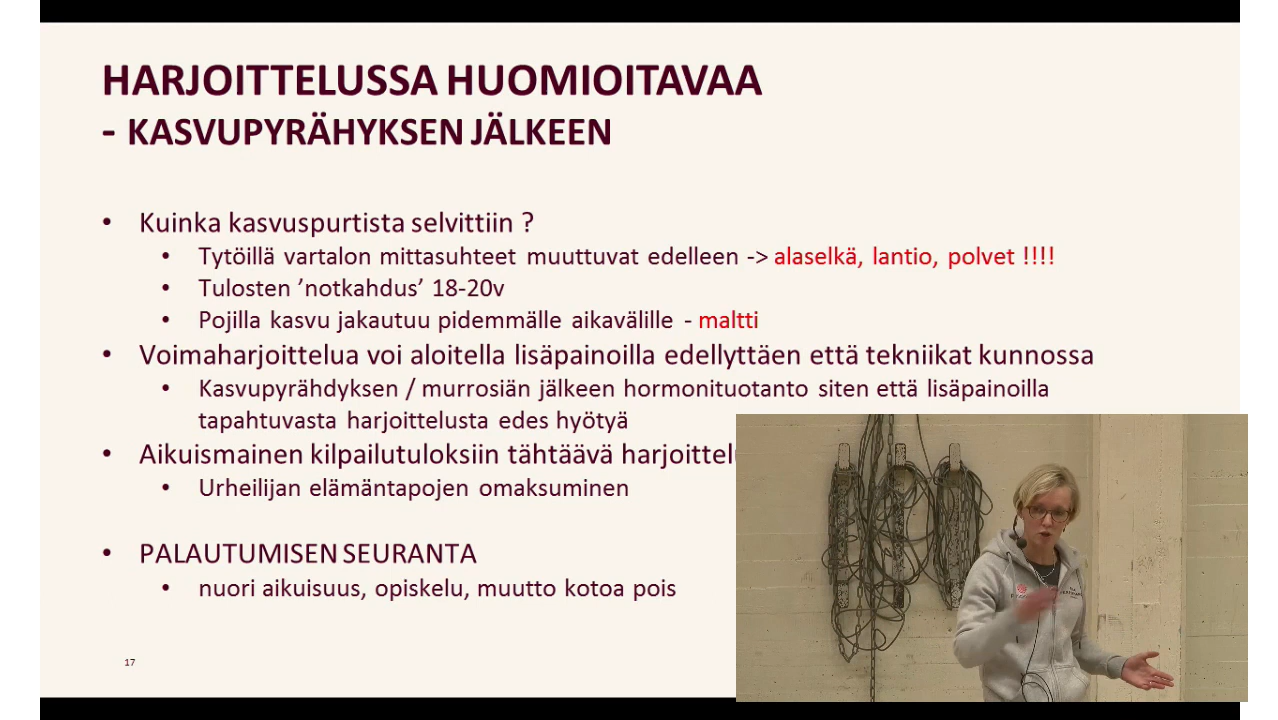 HARJOITTELUSSA HUOMIOITAVAA
- KASVUPYRÄHYKSEN JÄLKEEN
• Kuinka kasvuspurtista selvittiin ?
• Tytöillä vartalon mittasuhteet muuttuvat edelleen -> alaselkä, lantio, polvet !!!!
• Tulosten ’notkahdus’ 18-20v
• Pojilla kasvu jakautuu pidemmälle aikavälille - maltti
• Voimaharjoittelua voi aloitella lisäpainoilla edellyttäen että tekniikat kunnossa
• Kasvupyrähdyksen / murrosiän jälkeen hormonituotanto siten että lisäpainoilla
tapahtuvasta harjoittelusta edes hyötyä
• Aikuismainen kilpailutuloksiin tähtäävä
• Urheilijan elämäntapojen omaksuminen
• PALAUTUMISEN SEURANTA
• nuori aikuisuus, opiskelu, muutto kotoa pois
17